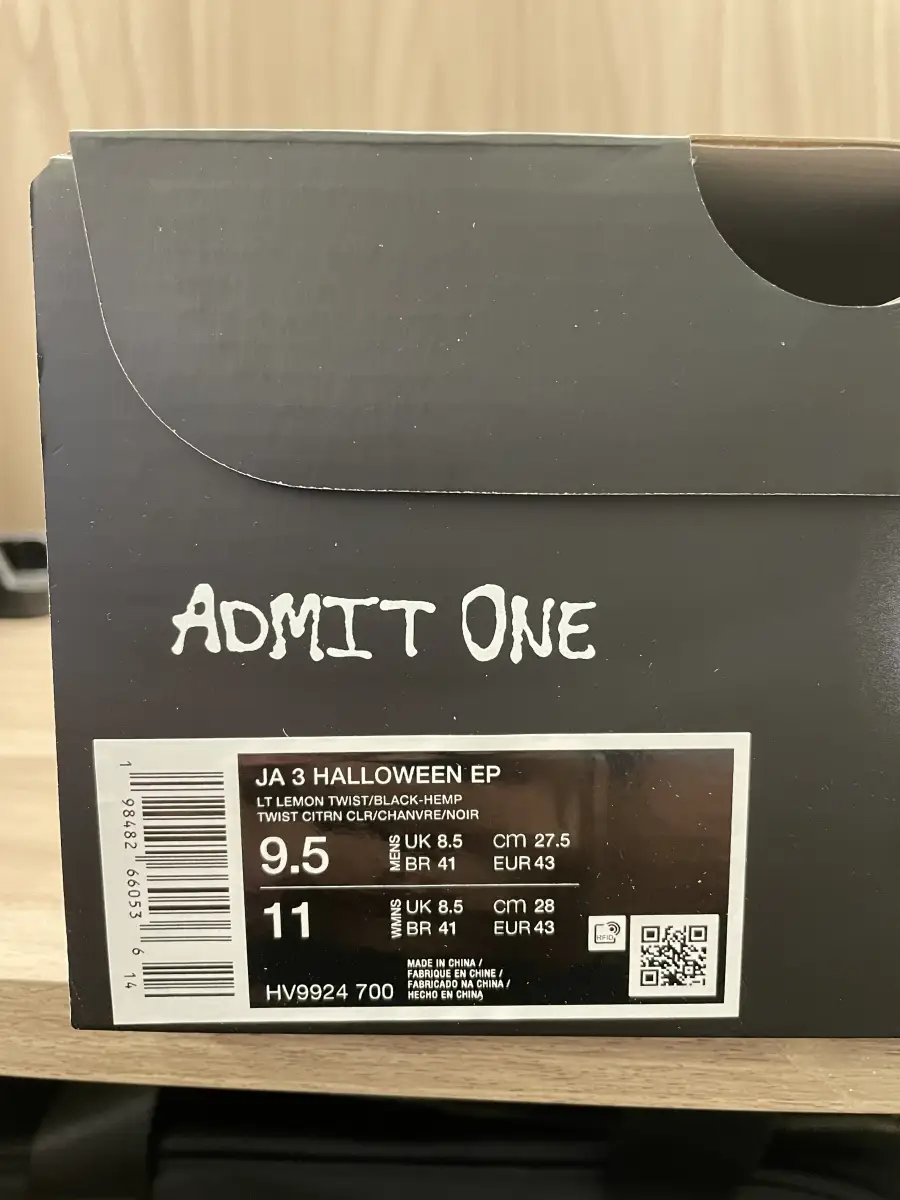 ADMIT ONE
JA 3 HALLOWEEN EP
LT LEMON TWIST/BLACK-HEMP
TWIST CITRN CLR/CHANVRE/NOIR
9.5 MENS UK 8.5 CM 27.5
BR 41 EUR 43
11 WMNS UK 8.5 CM 28
BR 41 EUR 43
RFID
HV9924 700
MADE IN CHINA /
FABRIQUE EN CHINE /
FABRICADO NA CHINA /
HECHO EN CHINA
1 98482 66053 6 14